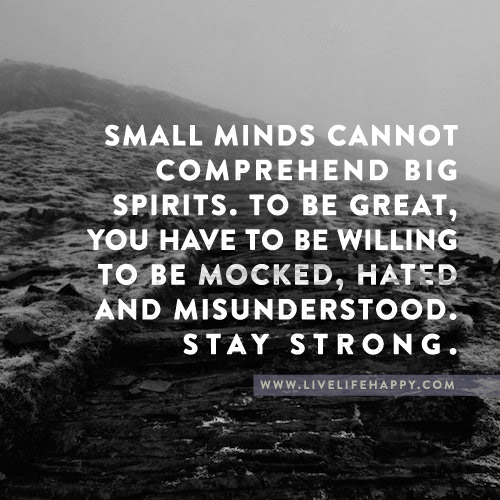 SMALL MINDS CANNOT
COMPREHEND BIG
SPIRITS. TO BE GREAT,
YOU HAVE TO BE WILLING
TO BE MOCKED, HATED
AND MISUNDERSTOOD.
STAY STRONG.
WWW.LIVELIFEHAPPY.COM